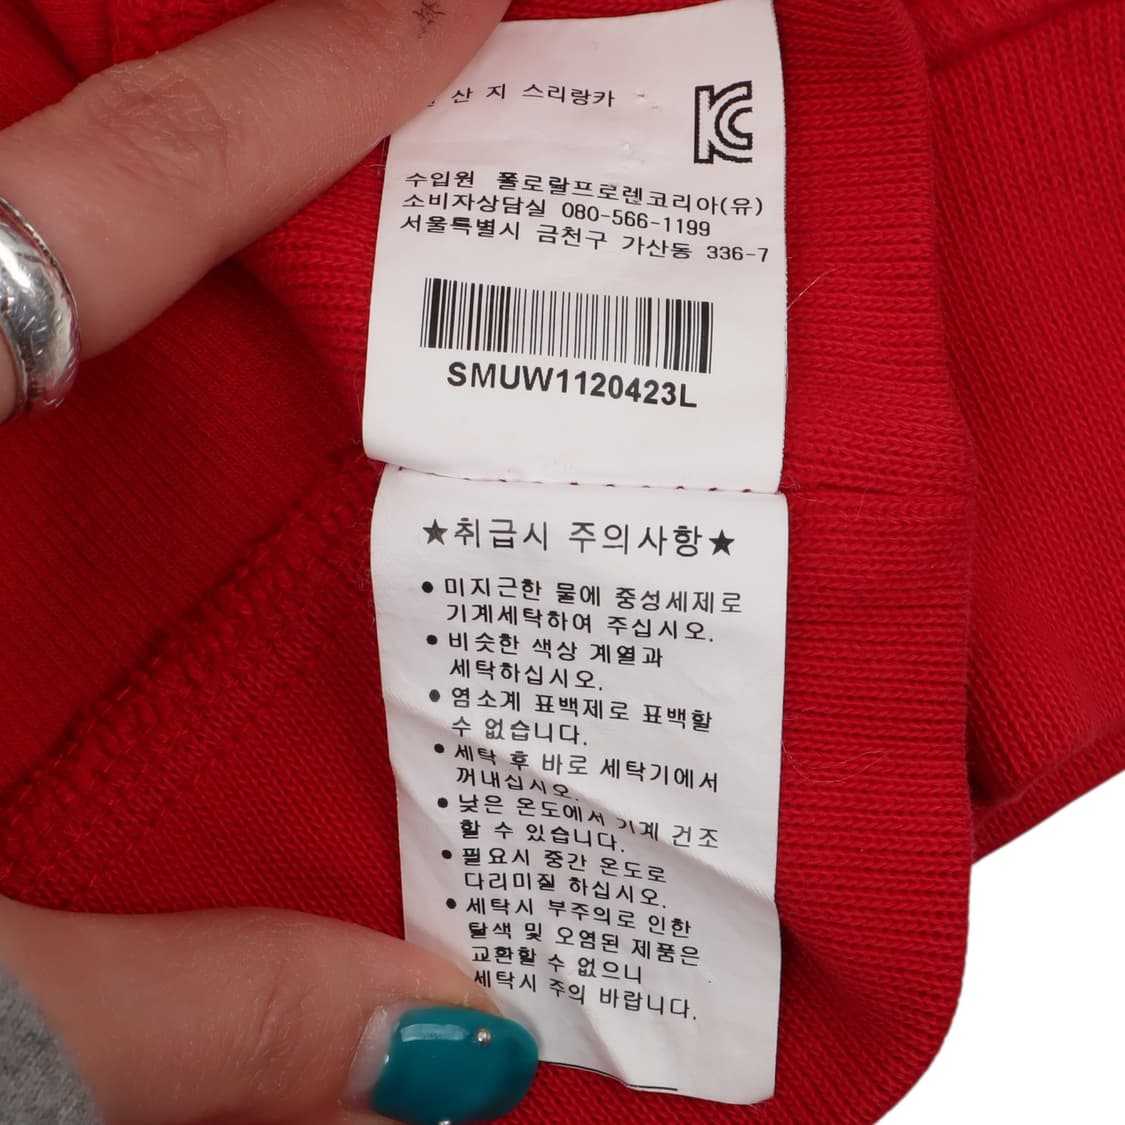 산 지 스리랑카
KC
수입원 폴로랄프로렌코리아(유)
소비자상담실 080-566-1199
서울특별시 금천구 가산동 336-7
SMUW1120423L
★취급시 주의사항★
● 미지근한 물에 중성세제로
기계세탁하여 주십시오.
● 비슷한 색상 계열과
세탁하십시오.
● 염소계 표백제로 표백할
수 없습니다.
● 세탁 후 바로 세탁기에서
꺼내십시오.
● 낮은 온도에서 기계 건조
할 수 있습니다.
● 필요시 중간 온도로
다리미질 하십시오.
● 세탁시 부주의로 인한
탈색 및 오염된 제품은
교환할 수 없으니
세탁시 주의 바랍니다.